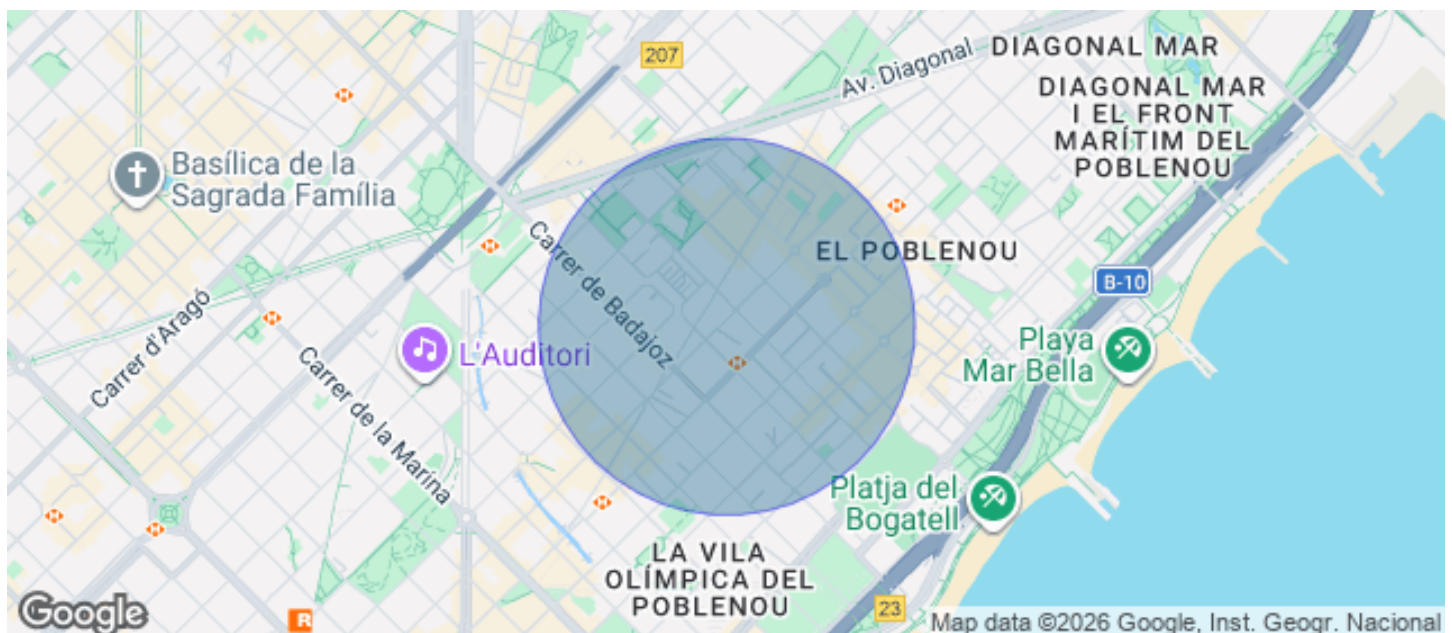 DIAGONAL MAR
207
Av. Diagonal
DIAGONAL MAR
I EL FRONT
MARÍTIM DEL
POBLENOU
Basílica de la
Sagrada Família
Carrer de Badajoz
EL POBLENOU
B-10
Carrer d'Aragó
L'Auditori
Playa
Mar Bella
Carrer de la Marina
Platja del
Bogatell
LA VILA
OLÍMPICA DEL
POBLENOU
23
R
Google
Map data ©2026 Google, Inst. Geogr. Nacional